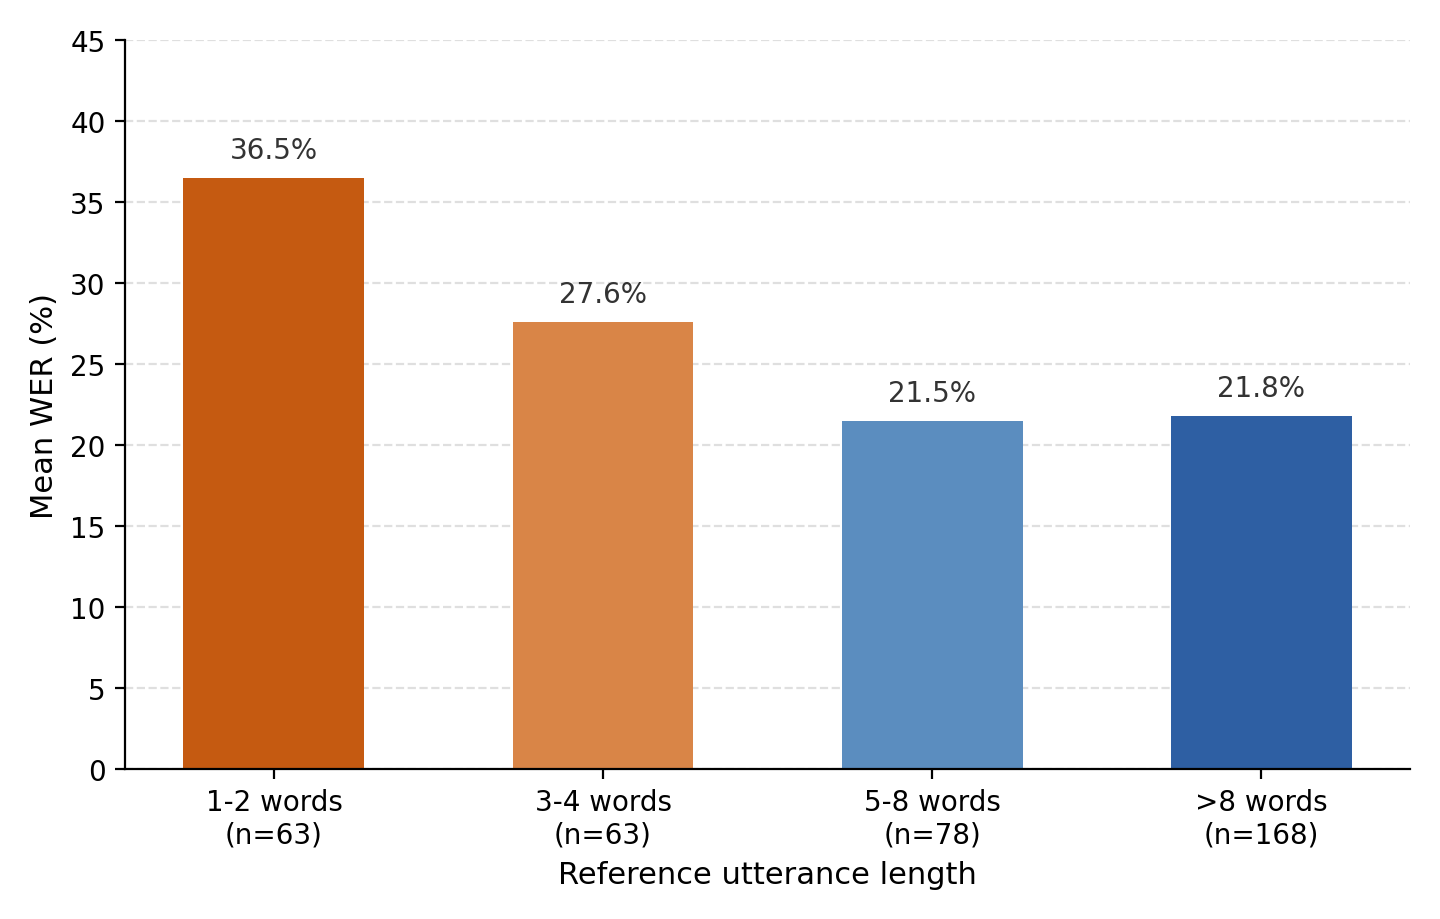 45
40
35
30
25
20
15
10
5
0
Mean WER (%)
36.5%
27.6%
21.5%
21.8%
1-2 words
(n=63)
3-4 words
(n=63)
5-8 words
(n=78)
>8 words
(n=168)
Reference utterance length